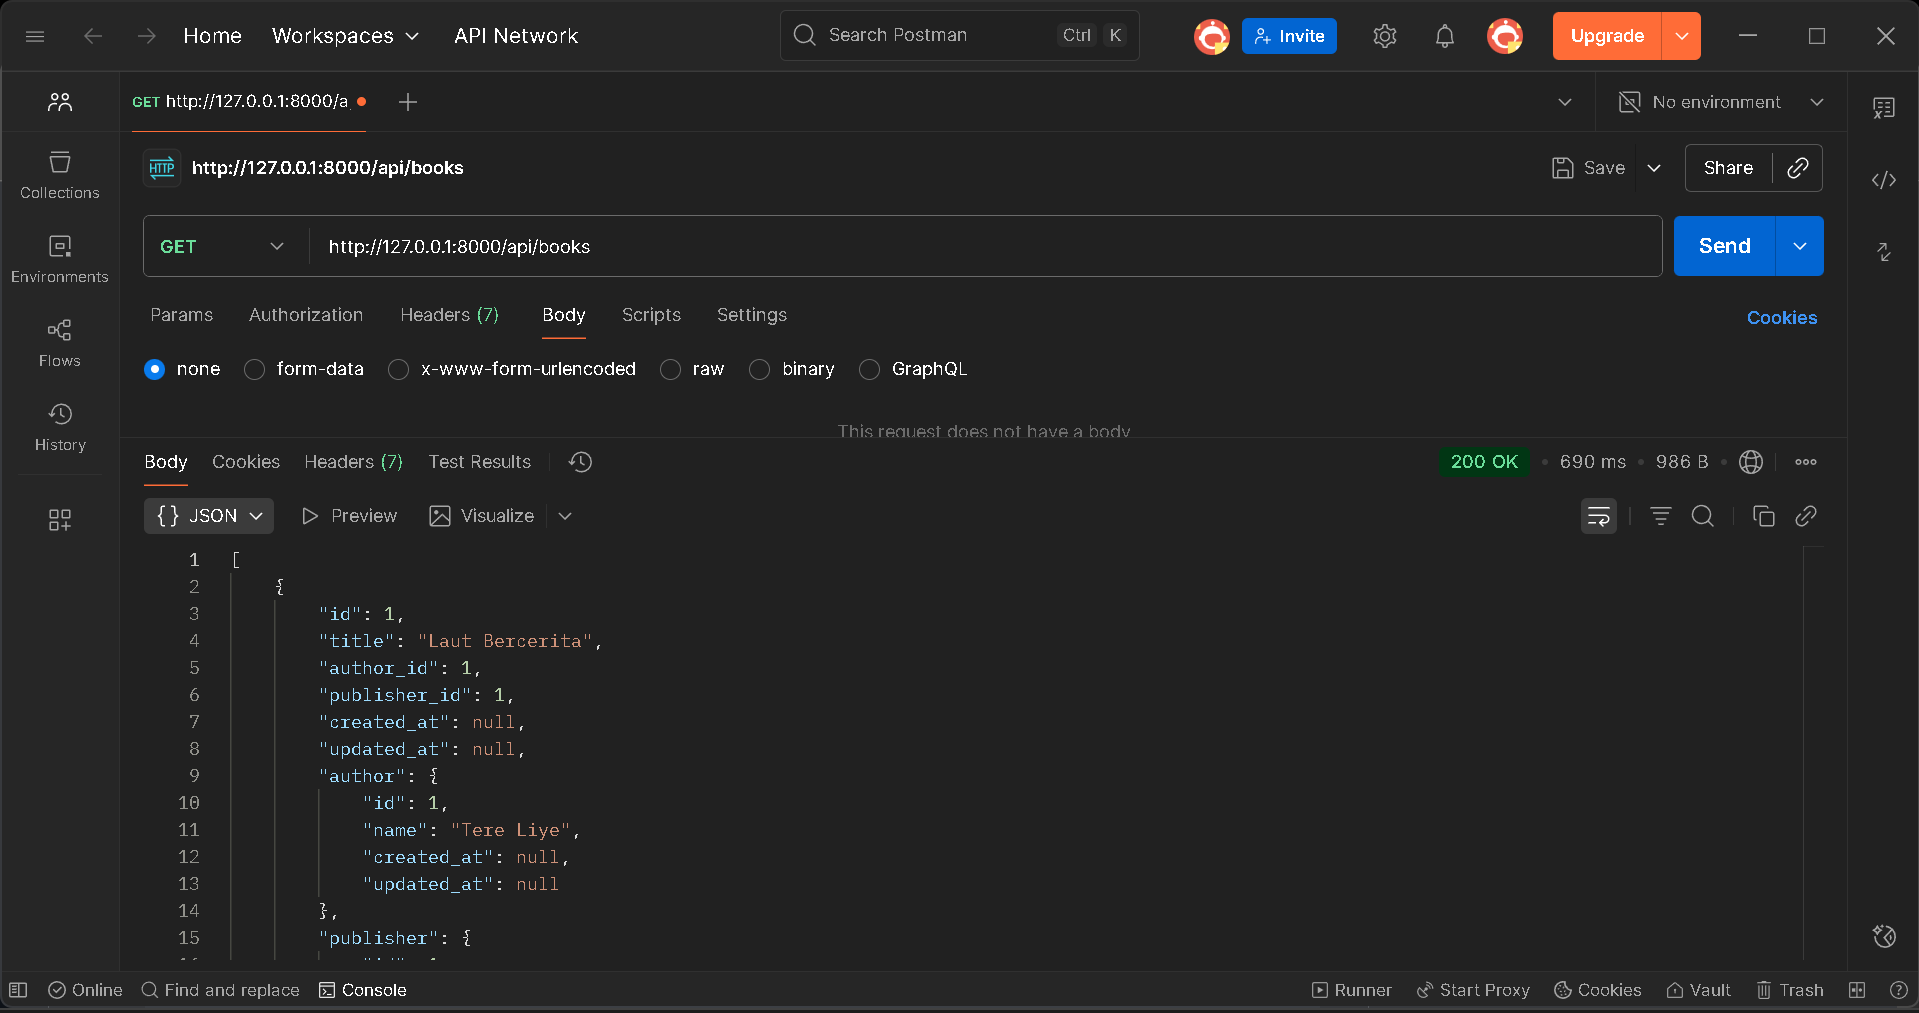 Home Workspaces API Network Search Postman Ctrl K Invite Upgrade
GET http://127.0.0.1:8000/a No environment
HTTP http://127.0.0.1:8000/api/books Save Share
Collections
GET http://127.0.0.1:8000/api/books Send
Environments
Params Authorization Headers (7) Body Scripts Settings Cookies
Flows
none form-data x-www-form-urlencoded raw binary GraphQL
This request does not have a body
History
Body Cookies Headers (7) Test Results 200 OK • 690 ms • 986 B •
{} JSON Preview Visualize
1 [
2 {
3 "id": 1,
4 "title": "Laut Bercerita",
5 "author_id": 1,
6 "publisher_id": 1,
7 "created_at": null,
8 "updated_at": null,
9 "author": {
10 "id": 1,
11 "name": "Tere Liye",
12 "created_at": null,
13 "updated_at": null
14 },
15 "publisher": {
Online Find and replace Console Runner Start Proxy Cookies Vault Trash